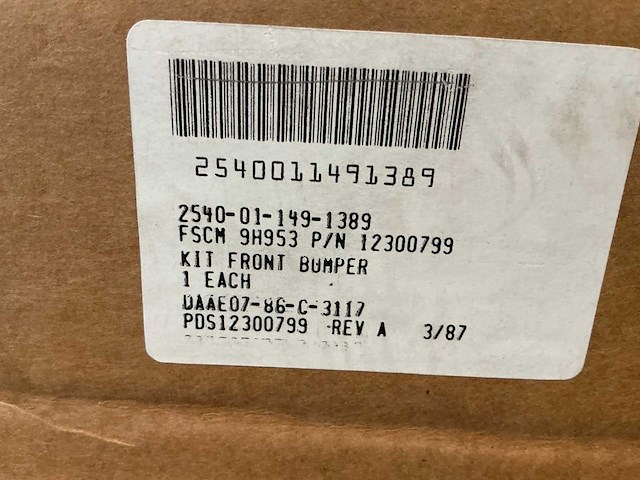 2540011491389
2540-01-149-1389
FSCM 9H953 P/N 12300799
KIT FRONT BUMPER
1 EACH
DAAE07-86-C-3117
PDS12300799 REV A 3/87